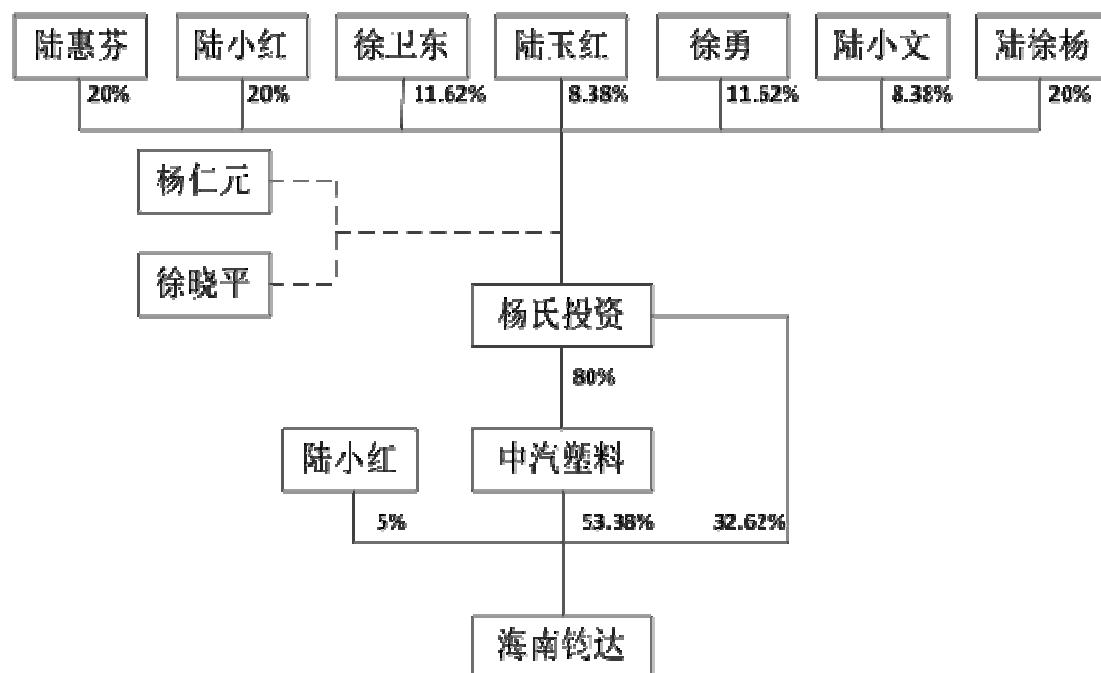 陆惠芬
陆小红
徐卫东
陆玉红
徐勇
陆小文
陆徐杨
20%
20%
11.62%
8.38%
11.62%
8.38%
20%
杨仁元
徐晓平
杨氏投资
80%
陆小红
中汽塑料
5%
53.38%
32.62%
海南钧达